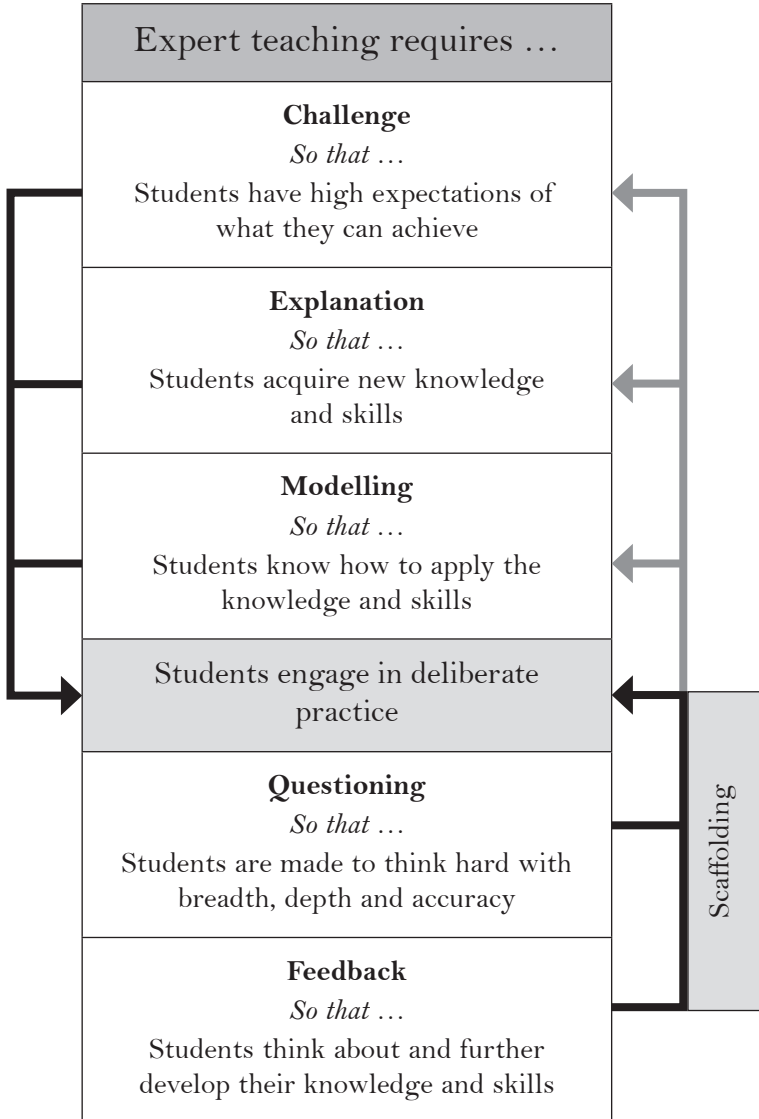 Expert teaching requires …
Challenge
So that …
Students have high expectations of
what they can achieve
Explanation
So that …
Students acquire new knowledge
and skills
Modelling
So that …
Students know how to apply the
knowledge and skills
Students engage in deliberate
practice
Questioning
So that …
Students are made to think hard with
breadth, depth and accuracy
Feedback
So that …
Students think about and further
develop their knowledge and skills
Scaffolding